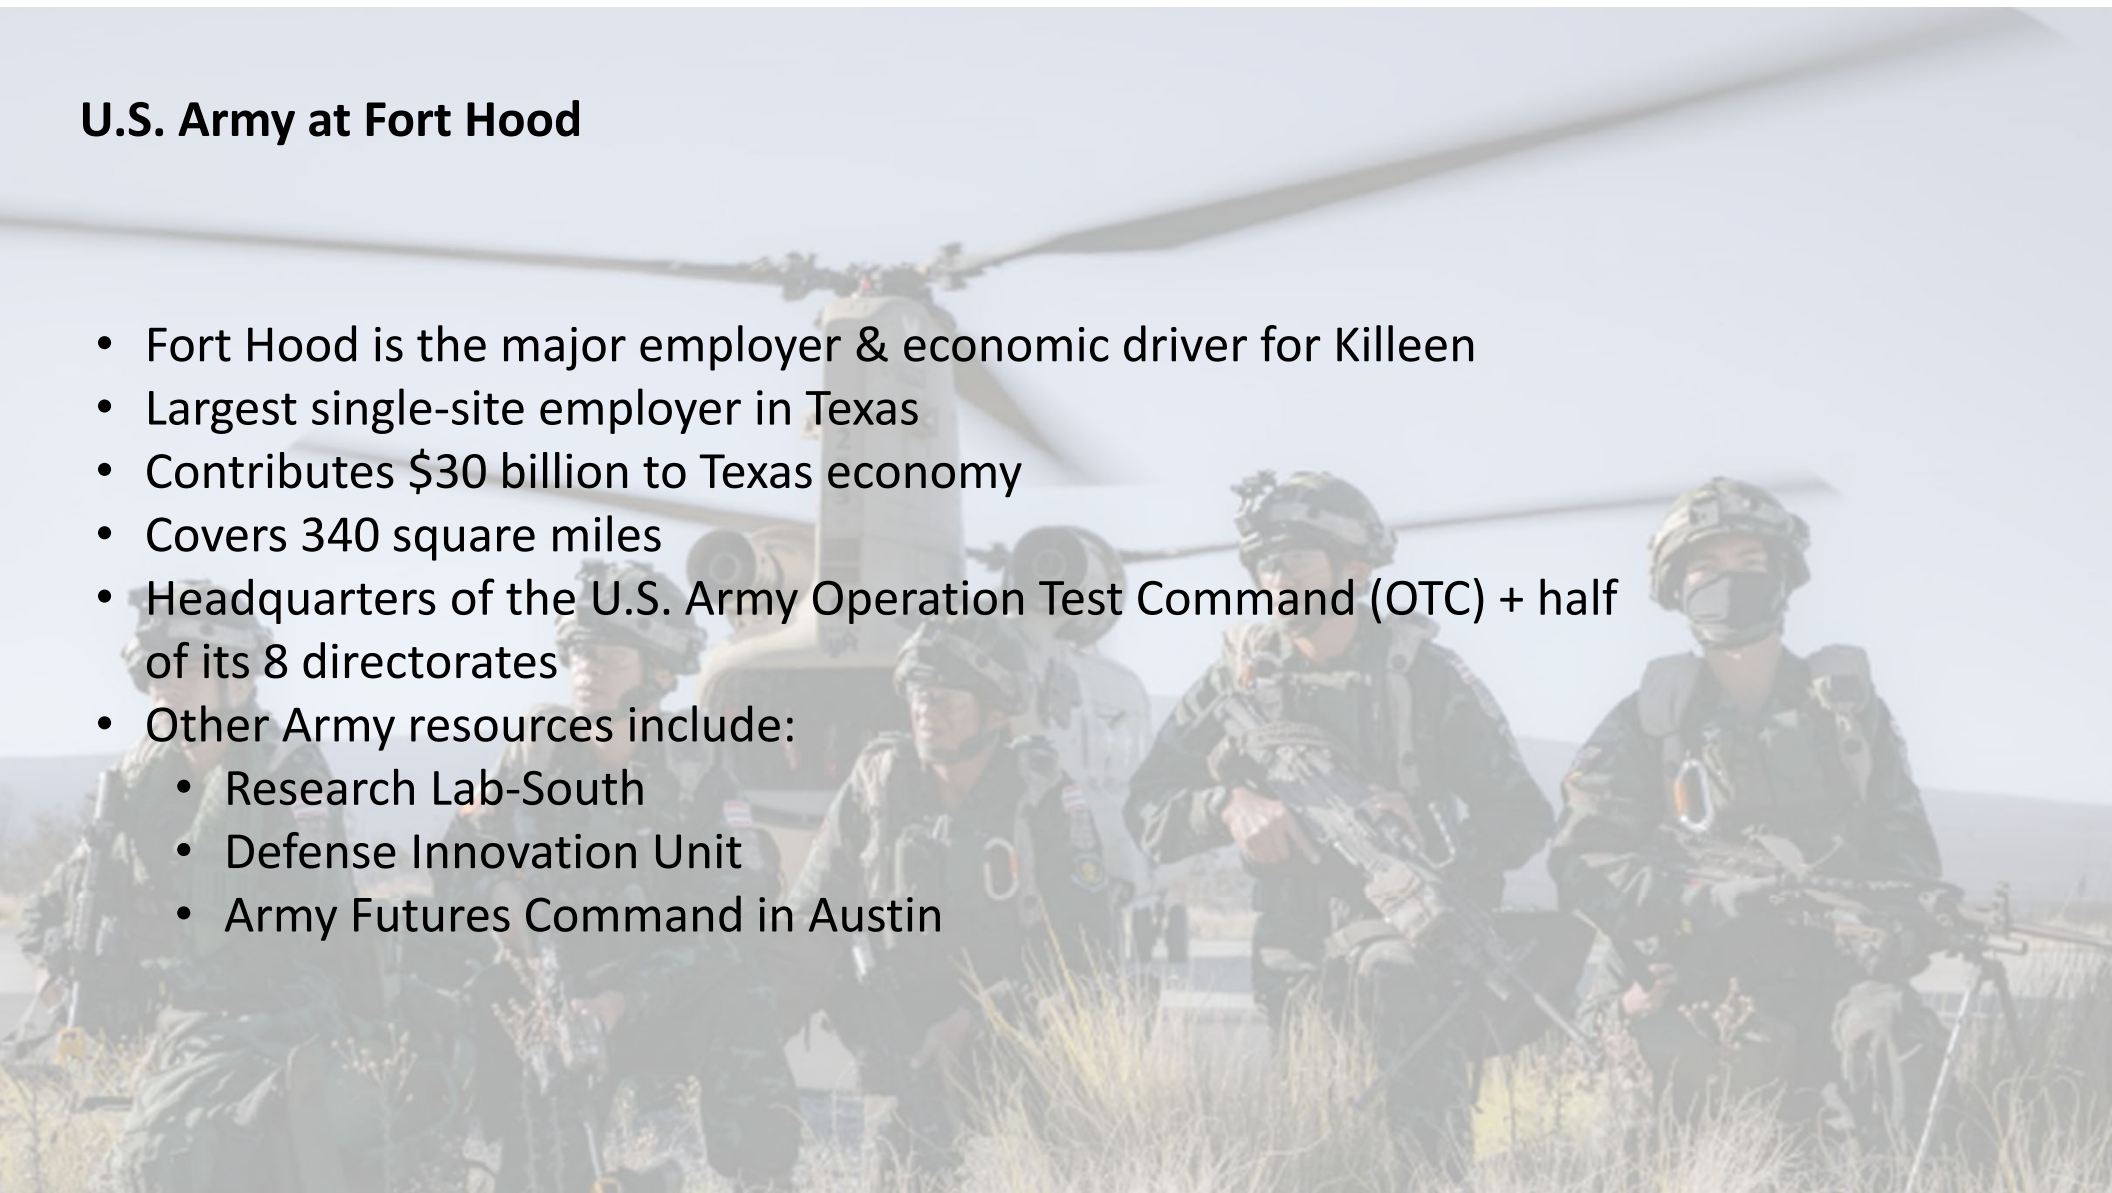 U.S. Army at Fort Hood
• Fort Hood is the major employer & economic driver for Killeen
• Largest single-site employer in Texas
• Contributes $30 billion to Texas economy
• Covers 340 square miles
• Headquarters of the U.S. Army Operation Test Command (OTC) + half
of its 8 directorates
• Other Army resources include:
• Research Lab-South
• Defense Innovation Unit
• Army Futures Command in Austin